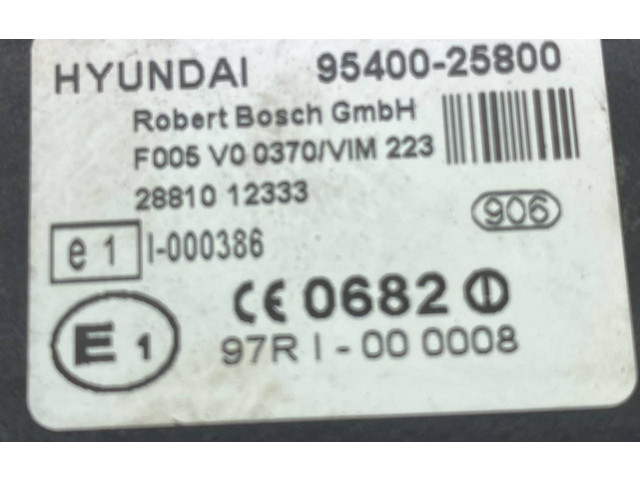 HYUNDAI 95400-25800
Robert Bosch GmbH
F005 V0 0370/VIM 223
28810 12333
906
e 1 I-000386
CE 0682
E 1 97R I - 00 0008